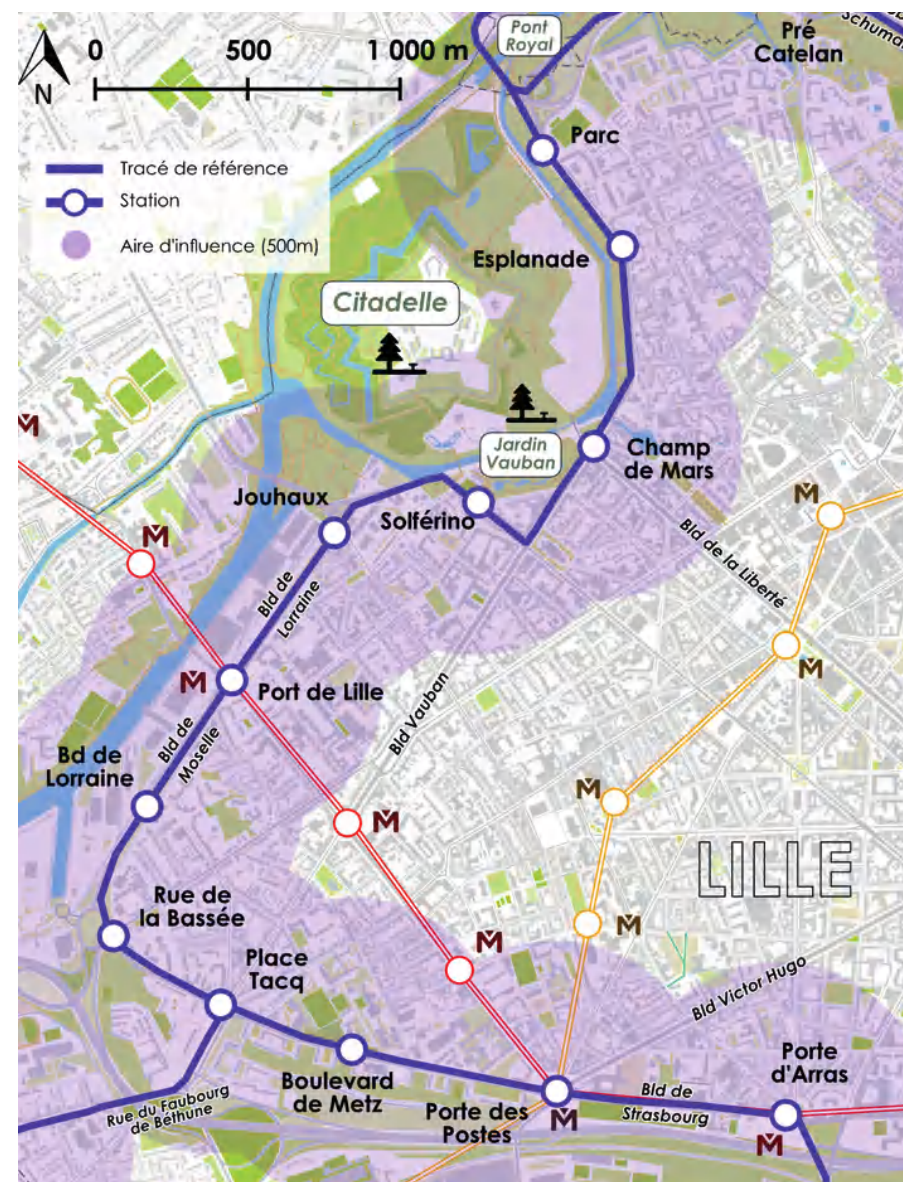 Pont
Royal
Pré
Catelan
Schuman
0 500 1 000 m
N
Parc
Tracé de référence
Station
Aire d'influence (500m)
Esplanade
Citadelle
Jardin
Vauban
Champ
de Mars
M
Jouhaux
Solférino
M
M
Bld de la Liberté
Bld de
Lorraine
M
M
Port de Lille
Bld Vauban
Bld de
Moselle
Bd de
Lorraine
M
M
LILLE
Rue de
la Bassée
M
M
Place
Tacq
Bld Victor Hugo
Boulevard
de Metz
Rue du Faubourg
de Béthune
Porte des
Postes
M
Bld de
Strasbourg
Porte
d'Arras
M